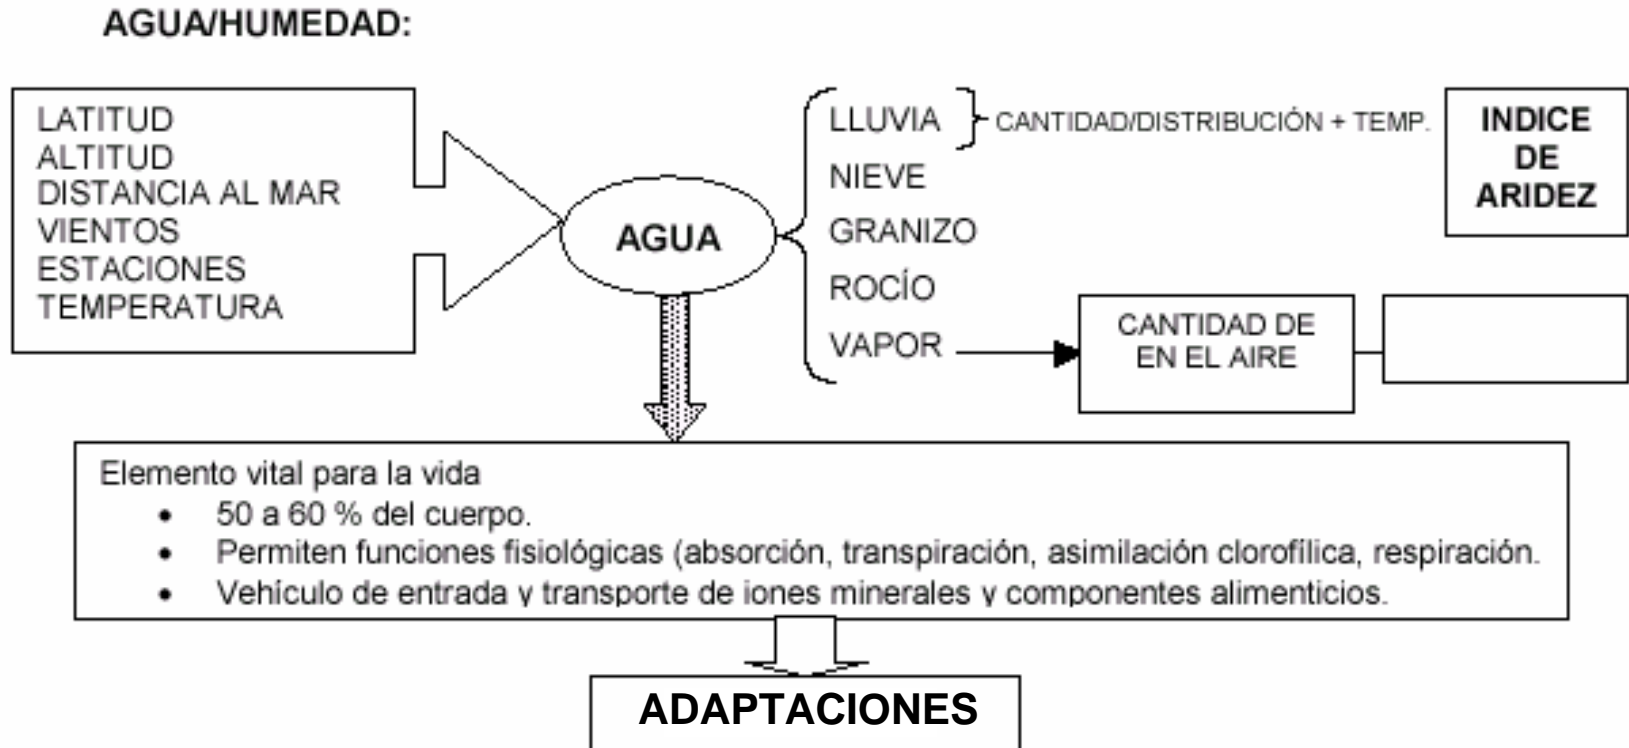 AGUA/HUMEDAD:
LATITUD
ALTITUD
DISTANCIA AL MAR
VIENTOS
ESTACIONES
TEMPERATURA
AGUA
LLUVIA
CANTIDAD/DISTRIBUCIÓN + TEMP.
NIEVE
GRANIZO
ROCÍO
VAPOR
INDICE
DE
ARIDEZ
CANTIDAD DE
EN EL AIRE
Elemento vital para la vida
• 50 a 60 % del cuerpo.
• Permiten funciones fisiológicas (absorción, transpiración, asimilación clorofílica, respiración.
• Vehículo de entrada y transporte de iones minerales y componentes alimenticios.
ADAPTACIONES